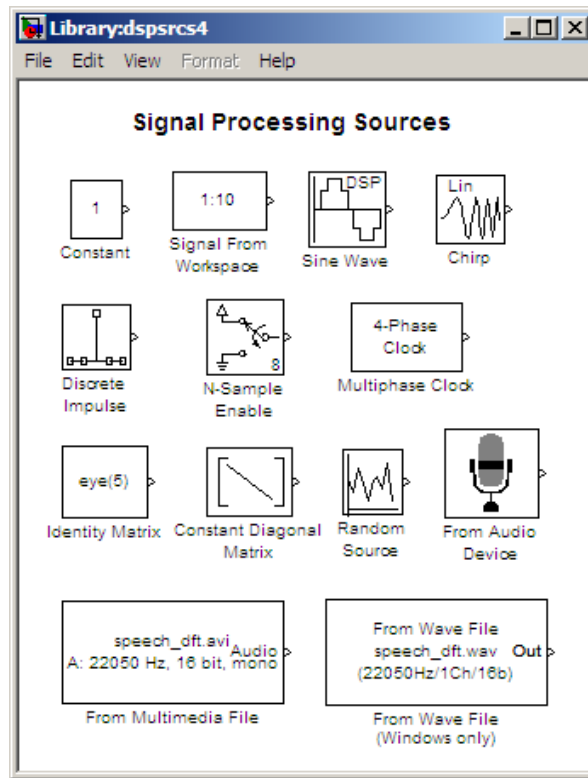 Library:dspsrcs4
File Edit View Format Help
Signal Processing Sources
1
Constant
1:10
Signal From
Workspace
DSP
Sine Wave
Lin
Chirp
Discrete
Impulse
8
N-Sample
Enable
4-Phase
Clock
Multiphase Clock
eye(5)
Identity Matrix
Constant Diagonal
Matrix
Random
Source
From Audio
Device
speech_dft.avi
Audio
A: 22050 Hz, 16 bit, mono
From Multimedia File
From Wave File
speech_dft.wav Out
(22050Hz/1Ch/16b)
From Wave File
(Windows only)